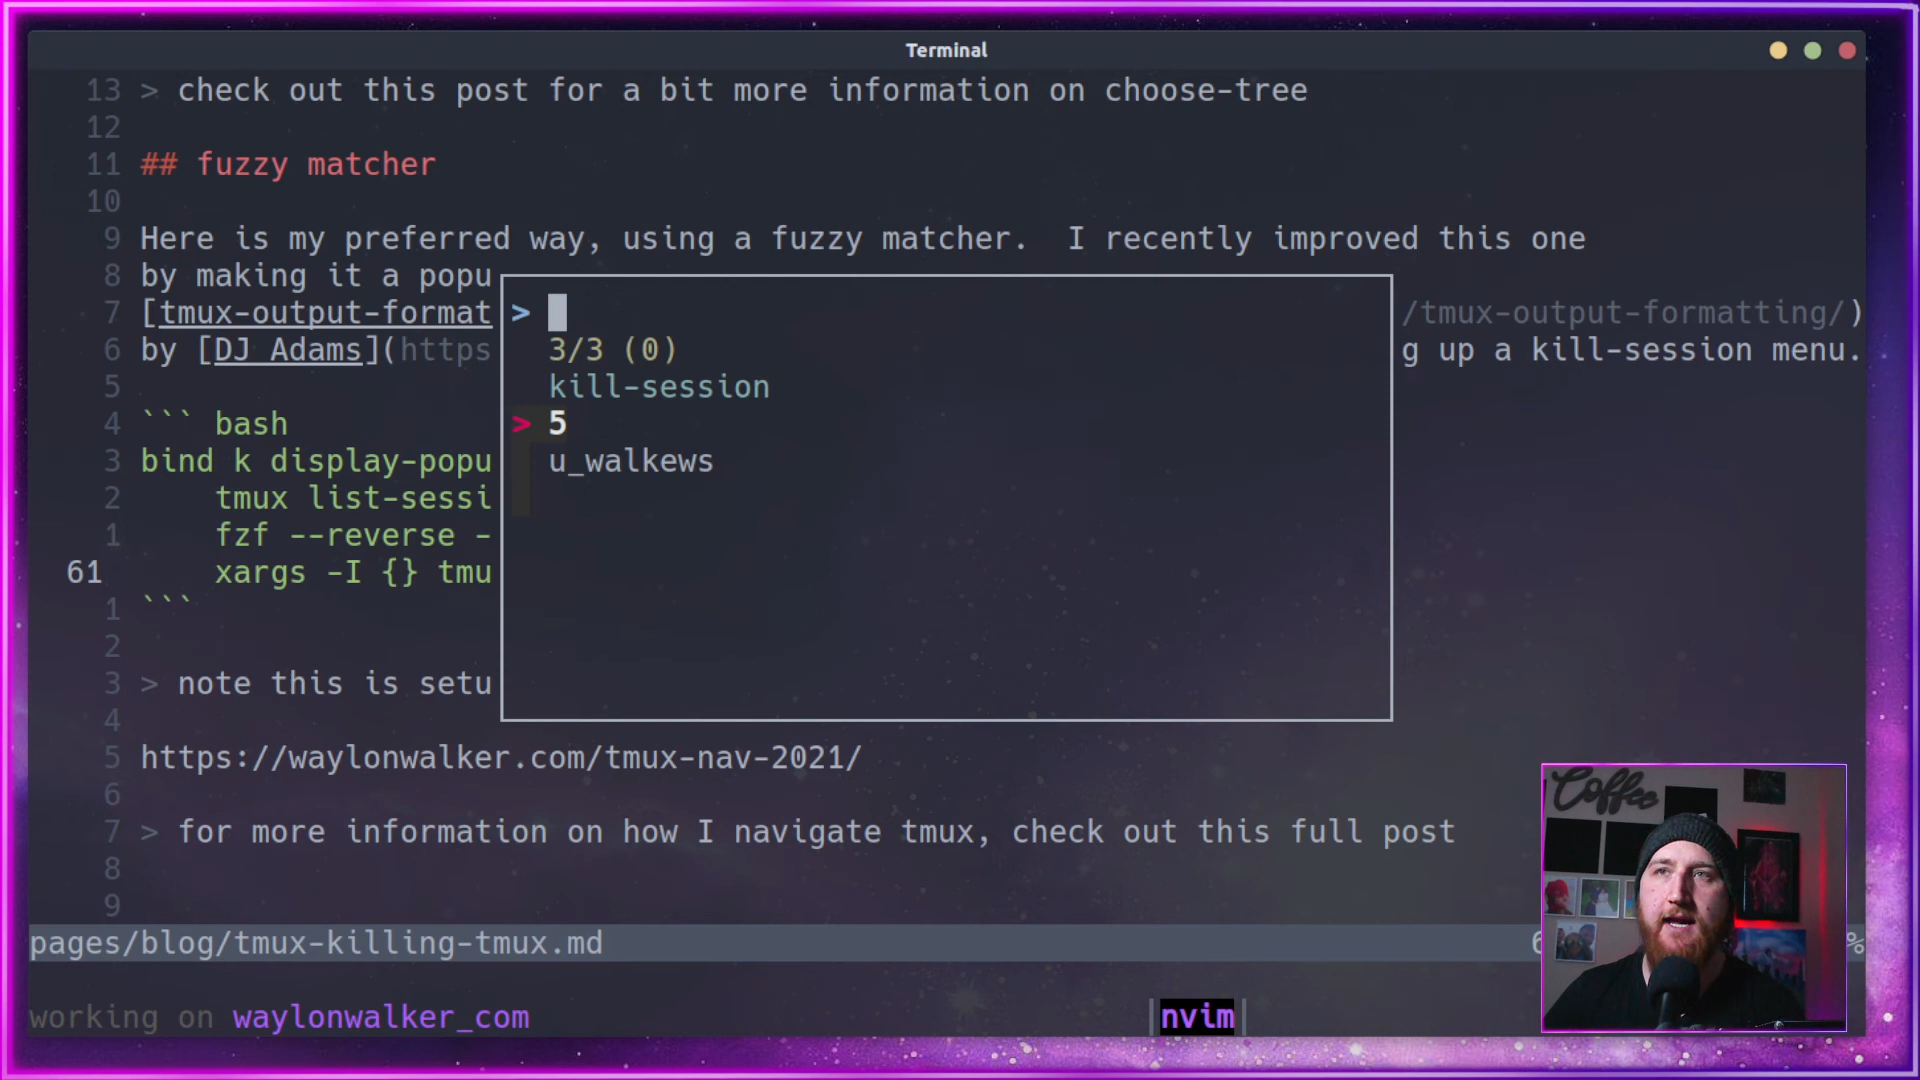 Terminal
13 > check out this post for a bit more information on choose-tree
12
11 ## fuzzy matcher
10
9 Here is my preferred way, using a fuzzy matcher.  I recently improved this one
8 by making it a popu
7 [tmux-output-format > /tmux-output-formatting/)
6 by [DJ Adams](https 3/3 (0) g up a kill-session menu.
5 kill-session
4 ``` bash > 5
3 bind k display-popu u_walkews
2 tmux list-sessi
1 fzf --reverse -
61 xargs -I {} tmu
1 ```
2
3 > note this is setu
4
5 https://waylonwalker.com/tmux-nav-2021/
6
7 > for more information on how I navigate tmux, check out this full post
8
9
pages/blog/tmux-killing-tmux.md 6 %
working on waylonwalker_com |nvim|
Coffee